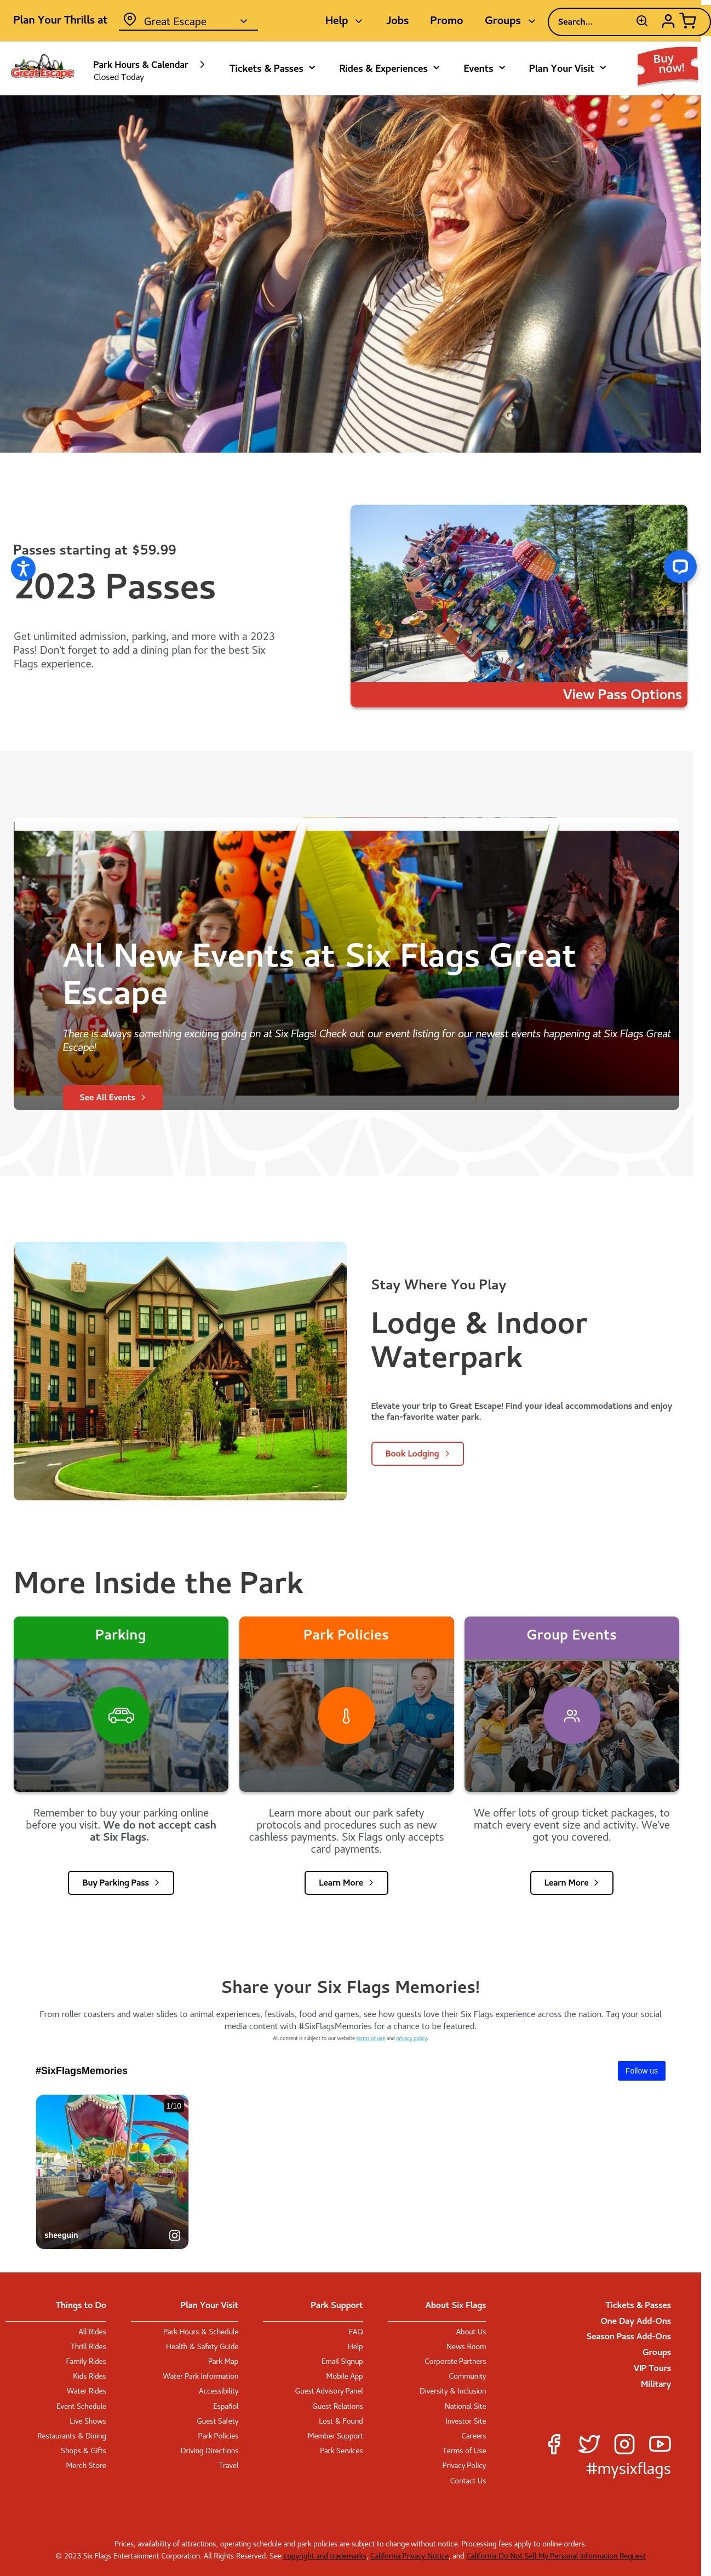 Plan Your Thrills at
Great Escape
Help
Jobs
Promo
Groups
Search...
Great Escape
Park Hours & Calendar
Closed Today
Tickets & Passes
Rides & Experiences
Events
Plan Your Visit
Buy
now!
Passes starting at $59.99
2023 Passes
Get unlimited admission, parking, and more with a 2023
Pass! Don't forget to add a dining plan for the best Six
Flags experience.
View Pass Options
All New Events at Six Flags Great
Escape
There is always something exciting going on at Six Flags! Check out our event listing for our newest events happening at Six Flags Great
Escape!
See All Events
Stay Where You Play
Lodge & Indoor
Waterpark
Elevate your trip to Great Escape! Find your ideal accommodations and enjoy
the fan-favorite water park.
Book Lodging
More Inside the Park
Parking
Remember to buy your parking online
before you visit. We do not accept cash
at Six Flags.
Buy Parking Pass
Park Policies
Learn more about our park safety
protocols and procedures such as new
cashless payments. Six Flags only accepts
card payments.
Learn More
Group Events
We offer lots of group ticket packages, to
match every event size and activity. We've
got you covered.
Learn More
Share your Six Flags Memories!
From roller coasters and water slides to animal experiences, festivals, food and games, see how guests love their Six Flags experience across the nation. Tag your social
media content with #SixFlagsMemories for a chance to be featured.
All content is subject to our website terms of use and privacy policy.
#SixFlagsMemories
Follow us
1/10
sheeguin
Things to Do
All Rides
Thrill Rides
Family Rides
Kids Rides
Water Rides
Event Schedule
Live Shows
Restaurants & Dining
Shops & Gifts
Merch Store
Plan Your Visit
Park Hours & Schedule
Health & Safety Guide
Park Map
Water Park Information
Accessibility
Español
Guest Safety
Park Policies
Driving Directions
Travel
Park Support
FAQ
Help
Email Signup
Mobile App
Guest Advisory Panel
Guest Relations
Lost & Found
Member Support
Park Services
About Six Flags
About Us
News Room
Corporate Partners
Community
Diversity & Inclusion
National Site
Investor Site
Careers
Terms of Use
Privacy Policy
Contact Us
Tickets & Passes
One Day Add-Ons
Season Pass Add-Ons
Groups
VIP Tours
Military
#mysixflags
Prices, availability of attractions, operating schedule and park policies are subject to change without notice. Processing fees apply to online orders.
© 2023 Six Flags Entertainment Corporation. All Rights Reserved. See copyright and trademarks, California Privacy Notice, and California Do Not Sell My Personal Information Request